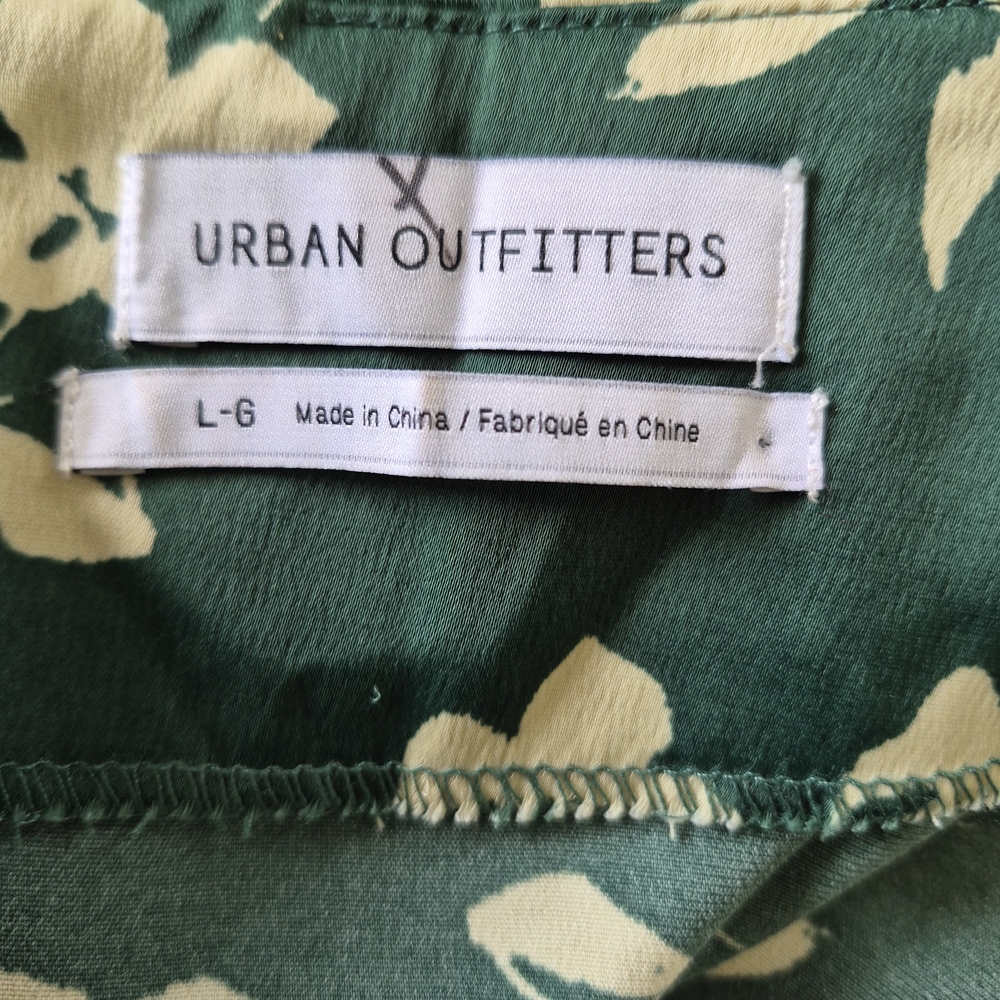 URBAN OUTFITTERS
L-G Made in China / Fabriqué en Chine